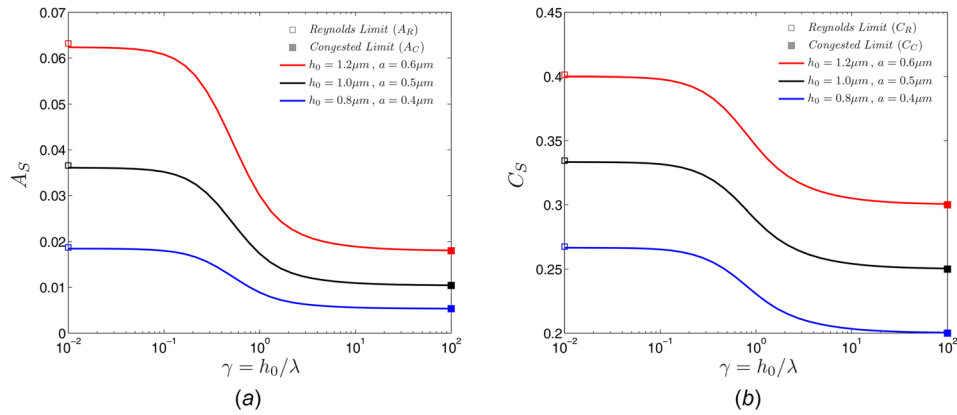 0.07
0.06
0.05
0.04
0.03
0.02
0.01
0
A_S
10^-2
10^-1
10^0
10^1
10^2
γ = h_0/λ
Reynolds Limit (A_R)
Congested Limit (A_C)
h_0 = 1.2μm , a = 0.6μm
h_0 = 1.0μm , a = 0.5μm
h_0 = 0.8μm , a = 0.4μm
(a)
0.45
0.4
0.35
0.3
0.25
0.2
C_S
10^-2
10^-1
10^0
10^1
10^2
γ = h_0/λ
Reynolds Limit (C_R)
Congested Limit (C_C)
h_0 = 1.2μm , a = 0.6μm
h_0 = 1.0μm , a = 0.5μm
h_0 = 0.8μm , a = 0.4μm
(b)